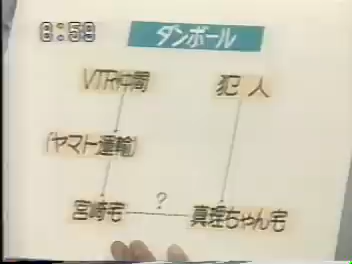 8:59
ダンボール
VTR仲間
犯人
(ヤマト運輸)
宮崎宅
?
真理ちゃん宅